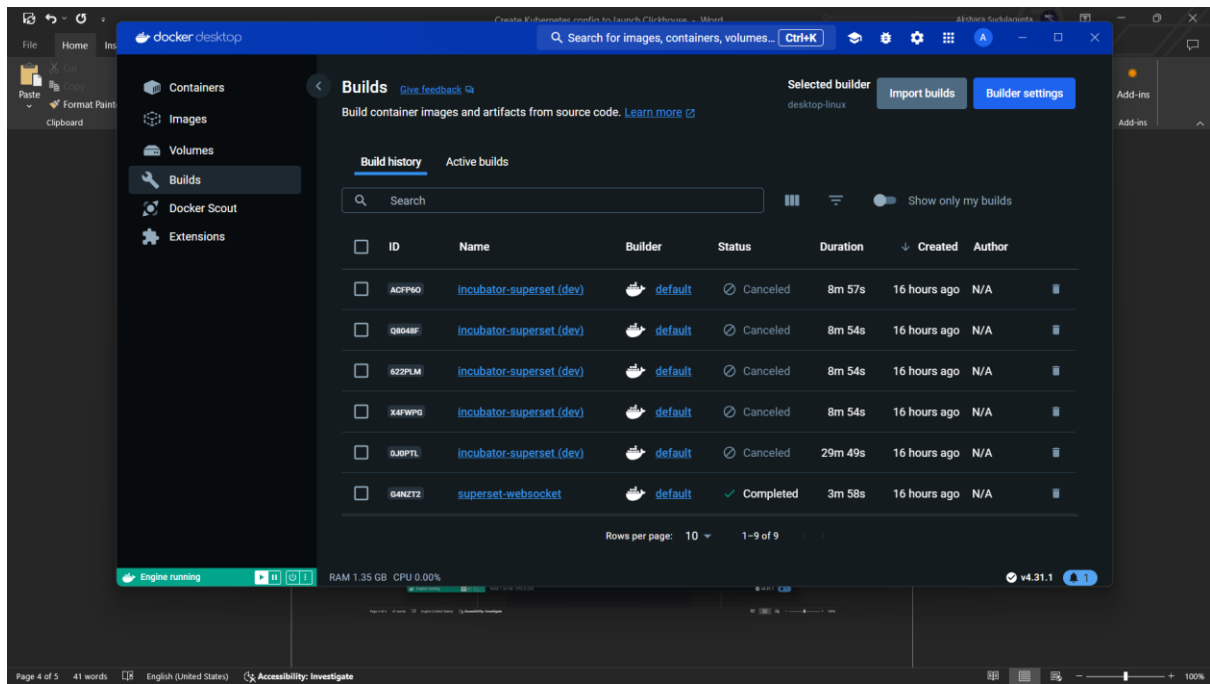 Create Kubernetes config to launch Clickhouse - Word
Akshara Sudulagunta
File Home Ins
Cut
Copy
Format Paint
Paste
Clipboard
Add-ins
Add-ins
docker desktop
Search for images, containers, volumes... Ctrl+K
A
Containers
Images
Volumes
Builds
Docker Scout
Extensions
Builds Give feedback
Build container images and artifacts from source code. Learn more
Selected builder
desktop-linux
Import builds
Builder settings
Build history Active builds
Search
Show only my builds
ID Name Builder Status Duration Created Author
ACFP6O incubator-superset (dev) default Canceled 8m 57s 16 hours ago N/A
Q8048F incubator-superset (dev) default Canceled 8m 54s 16 hours ago N/A
622PLM incubator-superset (dev) default Canceled 8m 54s 16 hours ago N/A
X4FWPG incubator-superset (dev) default Canceled 8m 54s 16 hours ago N/A
0J0PTL incubator-superset (dev) default Canceled 29m 49s 16 hours ago N/A
G4NZT2 superset-websocket default Completed 3m 58s 16 hours ago N/A
Rows per page: 10 1–9 of 9
Engine running
RAM 1.35 GB CPU 0.00%
v4.31.1
1
Page 4 of 5 41 words English (United States) Accessibility: Investigate
100%